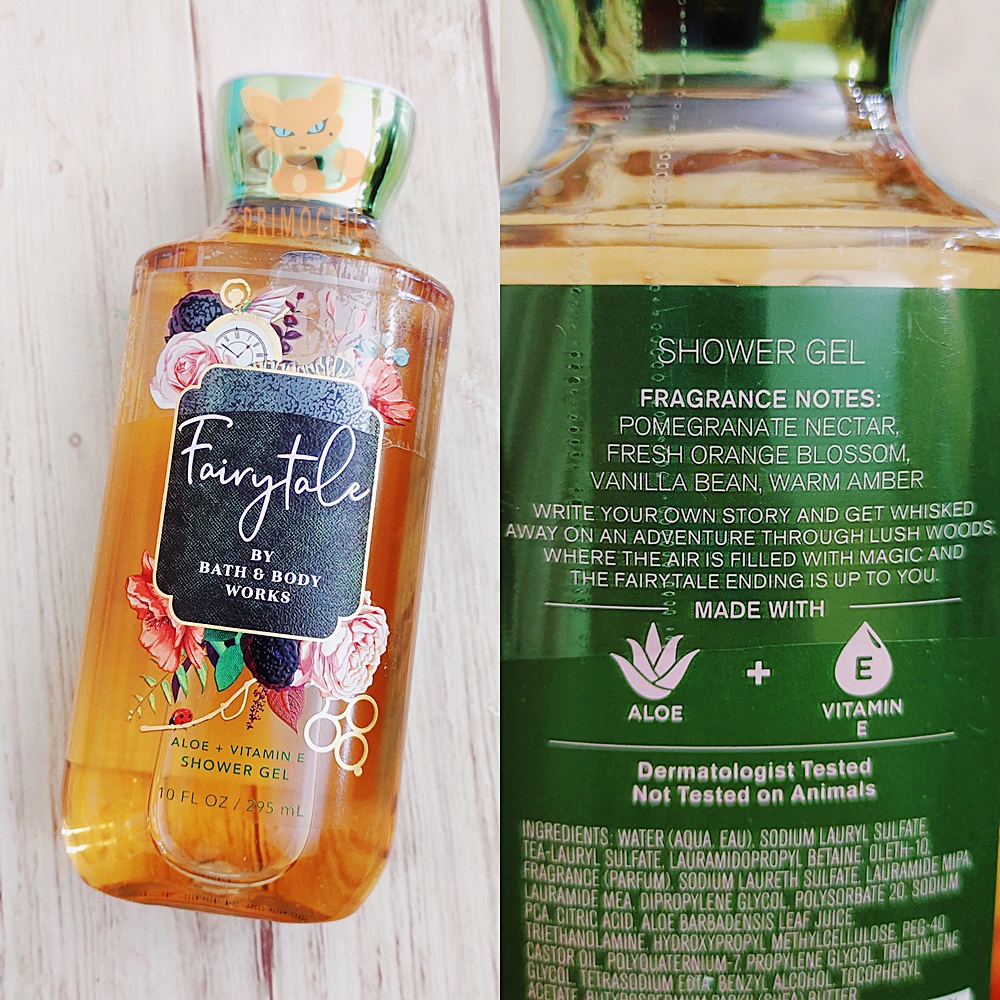 PRIMOCHIC
Fairytale
BY
BATH & BODY
WORKS
ALOE + VITAMIN E
SHOWER GEL
10 FL OZ / 295 mL
SHOWER GEL
FRAGRANCE NOTES:
POMEGRANATE NECTAR,
FRESH ORANGE BLOSSOM,
VANILLA BEAN, WARM AMBER
WRITE YOUR OWN STORY AND GET WHISKED
AWAY ON AN ADVENTURE THROUGH LUSH WOODS.
WHERE THE AIR IS FILLED WITH MAGIC AND
THE FAIRYTALE ENDING IS UP TO YOU.
MADE WITH
E
+
ALOE
VITAMIN
E
Dermatologist Tested
Not Tested on Animals
INGREDIENTS: WATER (AQUA, EAU), SODIUM LAURYL SULFATE,
TEA-LAURYL SULFATE, LAURAMIDOPROPYL BETAINE, OLETH-10,
FRAGRANCE (PARFUM), SODIUM LAURETH SULFATE, LAURAMIDE MIPA,
LAURAMIDE MEA, DIPROPYLENE GLYCOL, POLYSORBATE 20, SODIUM
PCA, CITRIC ACID, ALOE BARBADENSIS LEAF JUICE,
TRIETHANOLAMINE, HYDROXYPROPYL METHYLCELLULOSE, PEG-40
CASTOR OIL, POLYQUATERNIUM-7, PROPYLENE GLYCOL, TRIETHYLENE
GLYCOL, TETRASODIUM EDTA, BENZYL ALCOHOL, TOCOPHERYL
ACETATE, BUTYROSPERMUM PARKII (SHEA) BUTTER